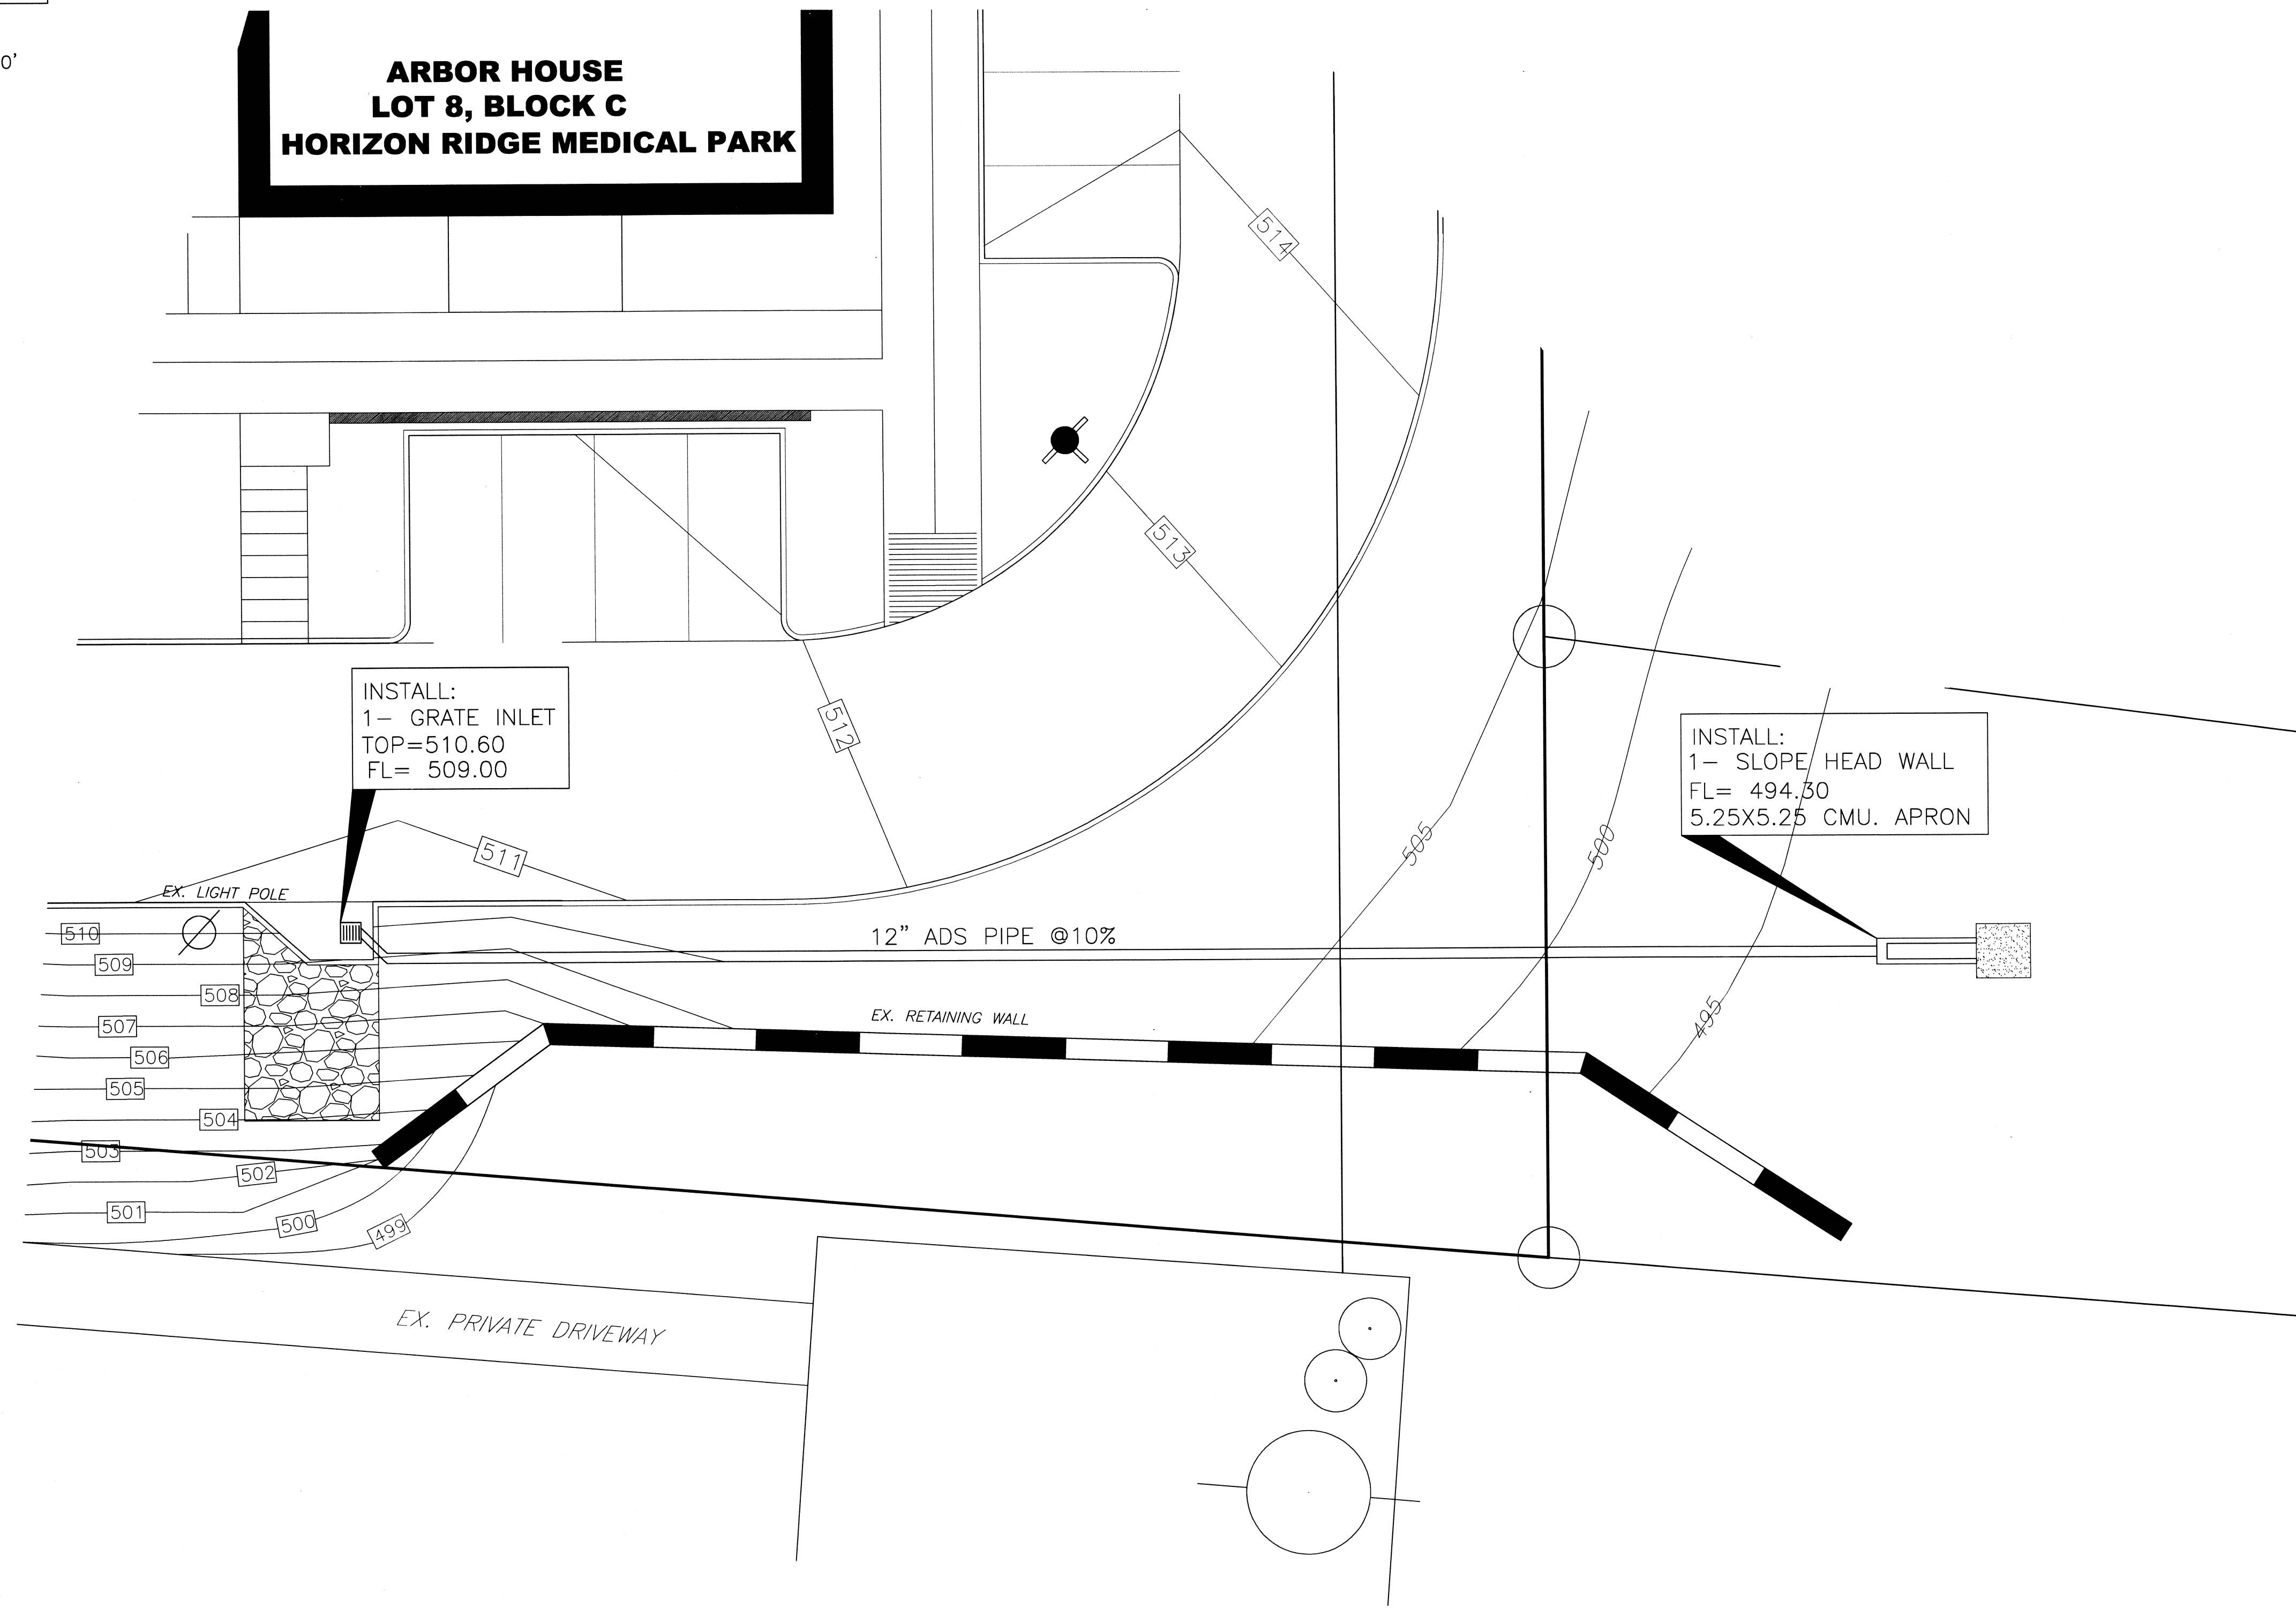 0'
ARBOR HOUSE
LOT 8, BLOCK C
HORIZON RIDGE MEDICAL PARK
514
513
512
INSTALL:
1- GRATE INLET
TOP=510.60
FL= 509.00
INSTALL:
1- SLOPE HEAD WALL
FL= 494.30
5.25X5.25 CMU. APRON
511
505
500
495
EX. LIGHT POLE
12" ADS PIPE @10%
EX. RETAINING WALL
510
509
508
507
506
505
504
503
502
501
500
499
EX. PRIVATE DRIVEWAY